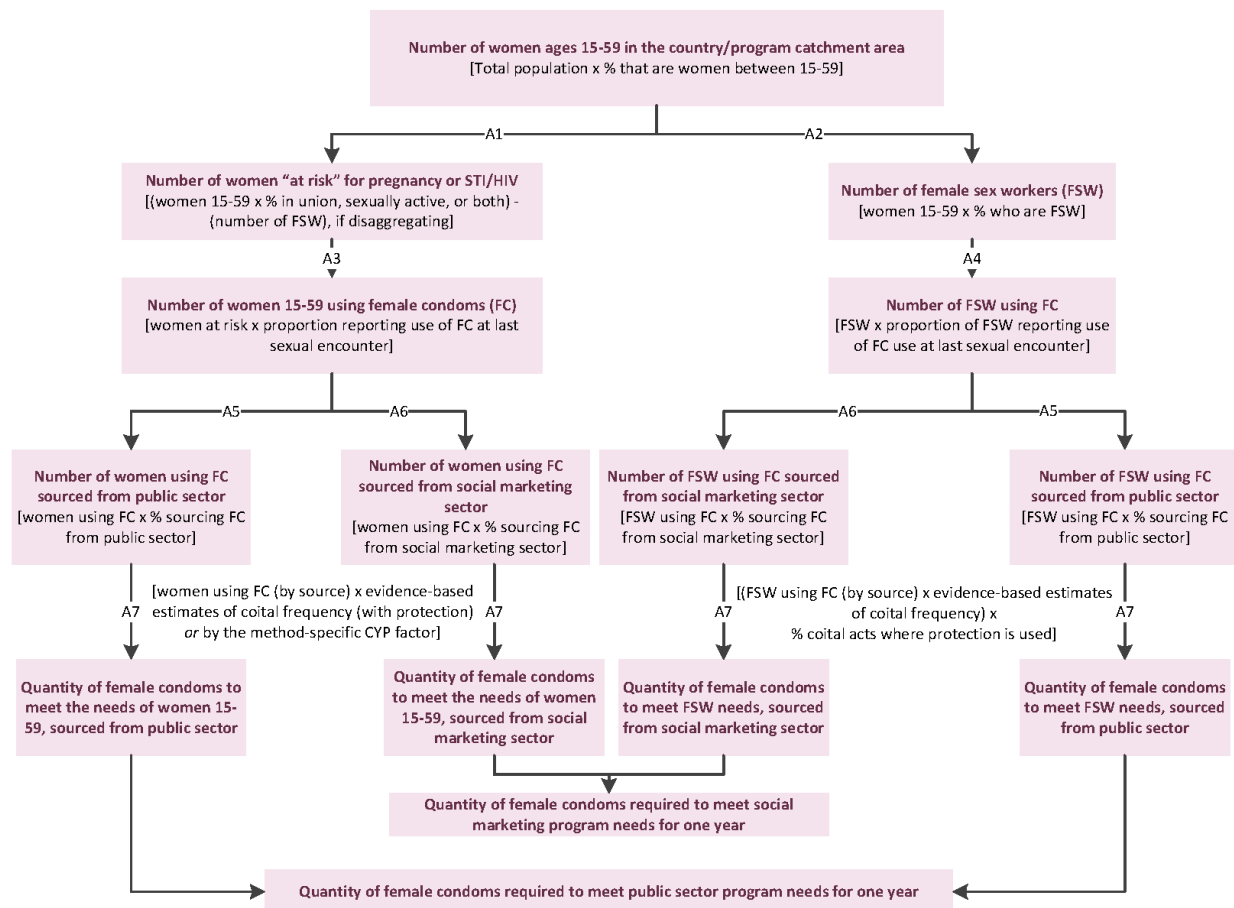 Number of women ages 15-59 in the country/program catchment area
[Total population x % that are women between 15-59]
A1
A2
Number of women “at risk” for pregnancy or STI/HIV
[(women 15-59 x % in union, sexually active, or both) -
(number of FSW), if disaggregating]
Number of female sex workers (FSW)
[women 15-59 x % who are FSW]
A3
A4
Number of women 15-59 using female condoms (FC)
[women at risk x proportion reporting use of FC at last
sexual encounter]
Number of FSW using FC
[FSW x proportion of FSW reporting use
of FC use at last sexual encounter]
A5
A6
A6
A5
Number of women using FC
sourced from public sector
[women using FC x % sourcing FC
from public sector]
Number of women using FC
sourced from social marketing
sector
[women using FC x % sourcing FC
from social marketing sector]
Number of FSW using FC sourced
from social marketing sector
[FSW using FC x % sourcing FC
from social marketing sector]
Number of FSW using FC
sourced from public sector
[FSW using FC x % sourcing FC
from public sector]
A7
[women using FC (by source) x evidence-based
estimates of coital frequency (with protection)
or by the method-specific CYP factor]
A7
A7
[(FSW using FC (by source) x evidence-based estimates
of coital frequency) x
% coital acts where protection is used]
A7
Quantity of female condoms to
meet the needs of women 15-
59, sourced from public sector
Quantity of female condoms
to meet the needs of women
15-59, sourced from social
marketing sector
Quantity of female condoms
to meet FSW needs, sourced
from social marketing sector
Quantity of female condoms
to meet FSW needs, sourced
from public sector
Quantity of female condoms required to meet social
marketing program needs for one year
Quantity of female condoms required to meet public sector program needs for one year